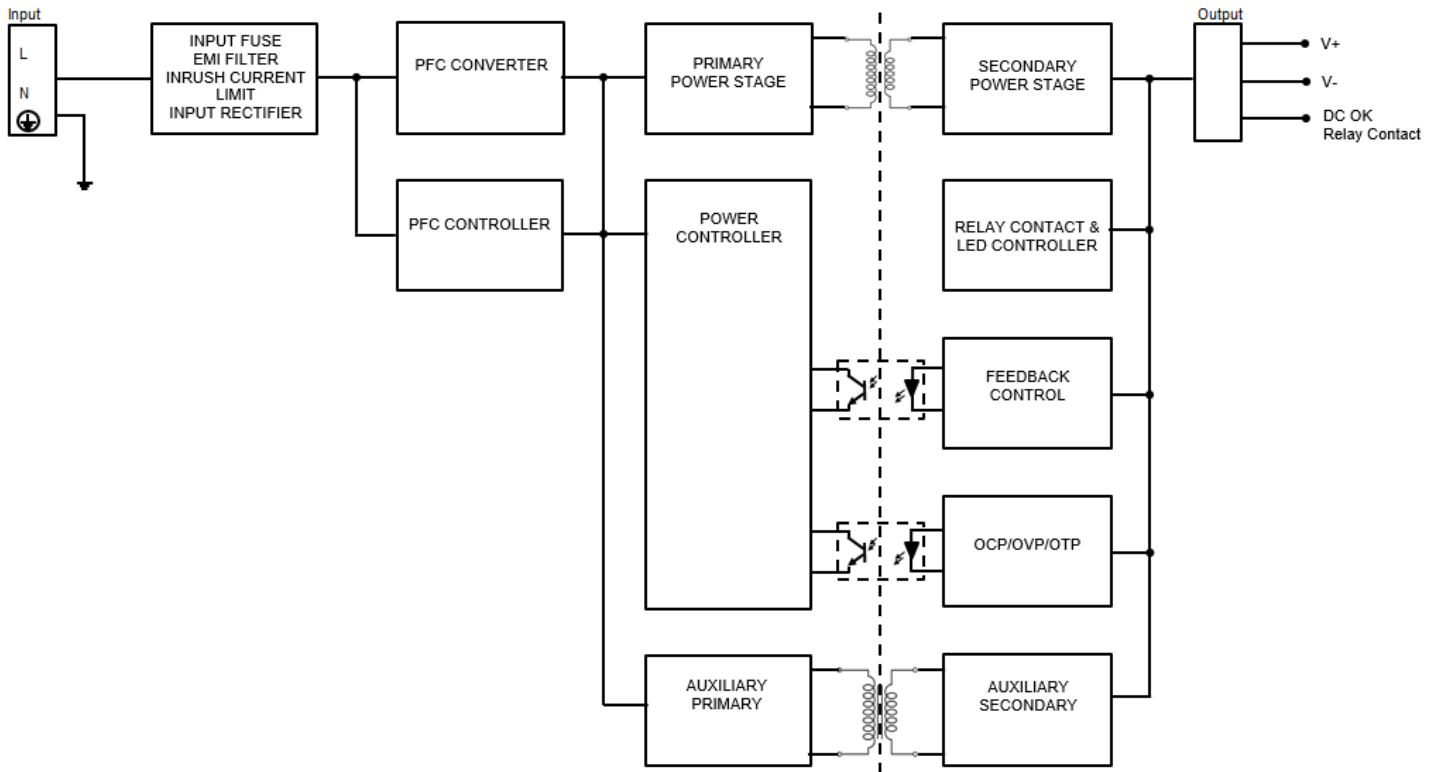 Input
L
N
INPUT FUSE
EMI FILTER
INRUSH CURRENT
LIMIT
INPUT RECTIFIER
PFC CONVERTER
PRIMARY
POWER STAGE
SECONDARY
POWER STAGE
Output
V+
V-
DC OK
Relay Contact
PFC CONTROLLER
POWER
CONTROLLER
RELAY CONTACT &
LED CONTROLLER
FEEDBACK
CONTROL
OCP/OVP/OTP
AUXILIARY
PRIMARY
AUXILIARY
SECONDARY